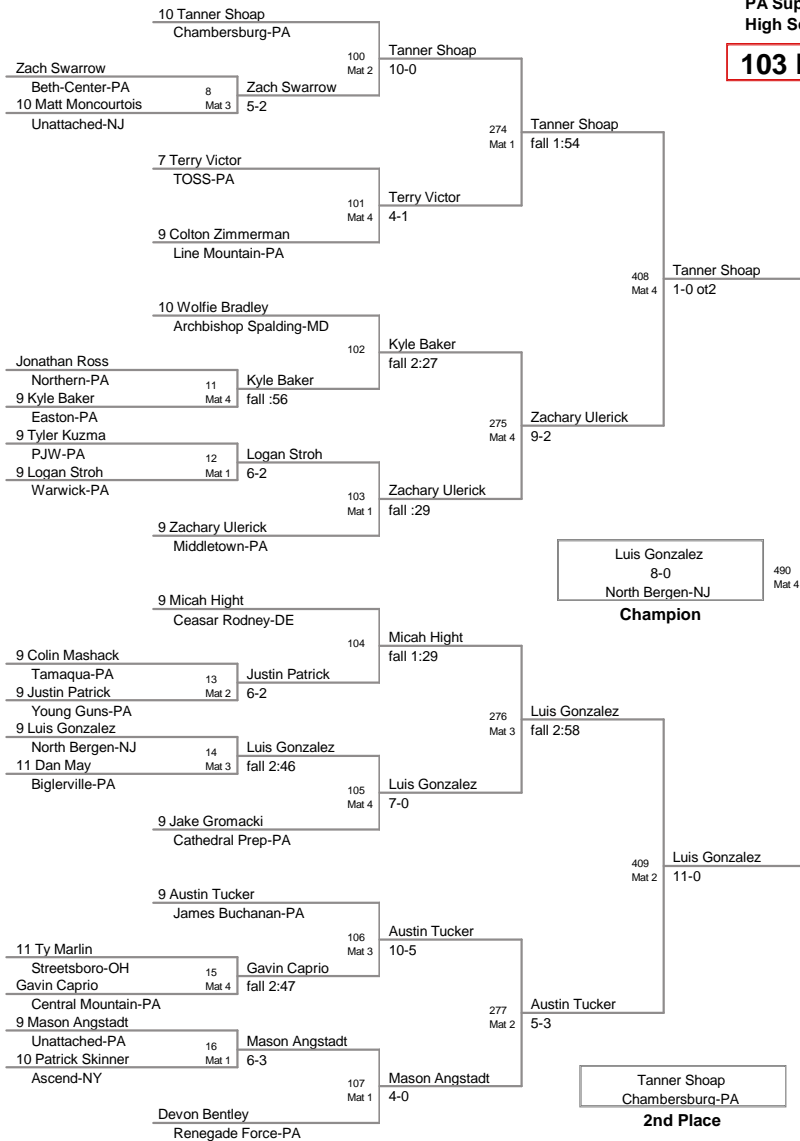 PA Sup
High Sc
103
10 Tanner Shoap
Chambersburg-PA
100
Mat 2
Tanner Shoap
10-0
Zach Swarrow
Beth-Center-PA
8
Mat 3
Zach Swarrow
5-2
10 Matt Moncourtois
Unattached-NJ
274
Mat 1
Tanner Shoap
fall 1:54
7 Terry Victor
TOSS-PA
101
Mat 4
Terry Victor
4-1
9 Colton Zimmerman
Line Mountain-PA
408
Mat 4
Tanner Shoap
1-0 ot2
10 Wolfie Bradley
Archbishop Spalding-MD
102
Kyle Baker
fall 2:27
Jonathan Ross
Northern-PA
11
Mat 4
Kyle Baker
fall :56
9 Kyle Baker
Easton-PA
275
Mat 4
Zachary Ulerick
9-2
9 Tyler Kuzma
PJW-PA
12
Mat 1
Logan Stroh
6-2
9 Logan Stroh
Warwick-PA
103
Mat 1
Zachary Ulerick
fall :29
9 Zachary Ulerick
Middletown-PA
Luis Gonzalez
8-0
North Bergen-NJ
490
Mat 4
Champion
9 Micah Hight
Ceasar Rodney-DE
104
Micah Hight
fall 1:29
9 Colin Mashack
Tamaqua-PA
13
Mat 2
Justin Patrick
6-2
9 Justin Patrick
Young Guns-PA
276
Mat 3
Luis Gonzalez
fall 2:58
9 Luis Gonzalez
North Bergen-NJ
14
Mat 3
Luis Gonzalez
fall 2:46
11 Dan May
Biglerville-PA
105
Mat 4
Luis Gonzalez
7-0
9 Jake Gromacki
Cathedral Prep-PA
409
Mat 2
Luis Gonzalez
11-0
9 Austin Tucker
James Buchanan-PA
106
Mat 3
Austin Tucker
10-5
11 Ty Marlin
Streetsboro-OH
15
Mat 4
Gavin Caprio
fall 2:47
Gavin Caprio
Central Mountain-PA
277
Mat 2
Austin Tucker
5-3
9 Mason Angstadt
Unattached-PA
16
Mat 1
Mason Angstadt
6-3
10 Patrick Skinner
Ascend-NY
107
Mat 1
Mason Angstadt
4-0
Devon Bentley
Renegade Force-PA
Tanner Shoap
Chambersburg-PA
2nd Place